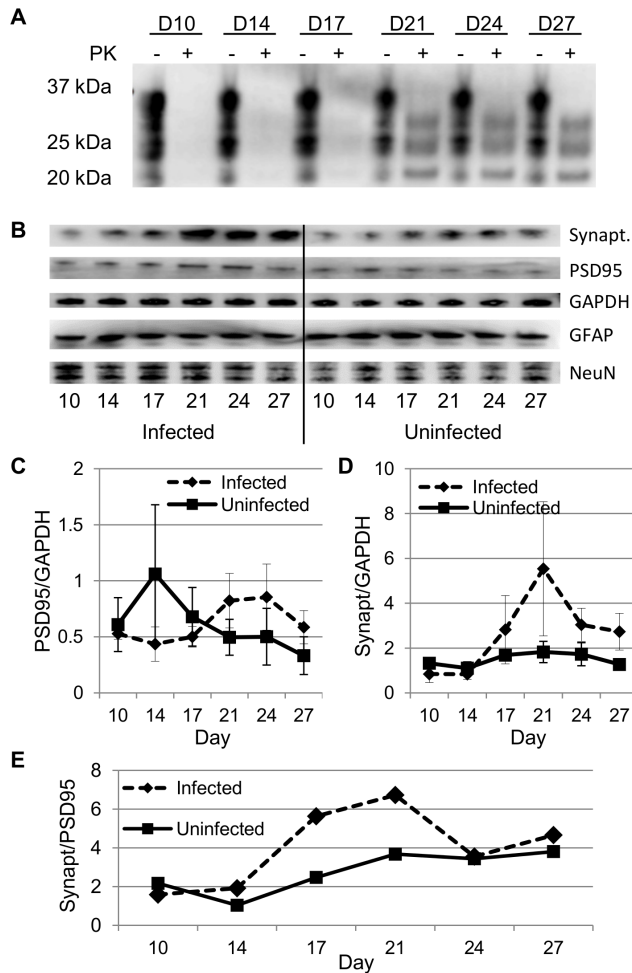 A
D10 D14 D17 D21 D24 D27
PK - + - + - + - + - + - +
37 kDa
25 kDa
20 kDa
B
Synapt.
PSD95
GAPDH
GFAP
NeuN
10 14 17 21 24 27 10 14 17 21 24 27
Infected Uninfected
C
PSD95/GAPDH
2
1.5
1
0.5
0
Infected
Uninfected
10 14 17 21 24 27
Day
D
Synapt/GAPDH
10
8
6
4
2
0
Infected
Uninfected
10 14 17 21 24 27
Day
E
Synapt/PSD95
8
6
4
2
0
Infected
Uninfected
10 14 17 21 24 27
Day